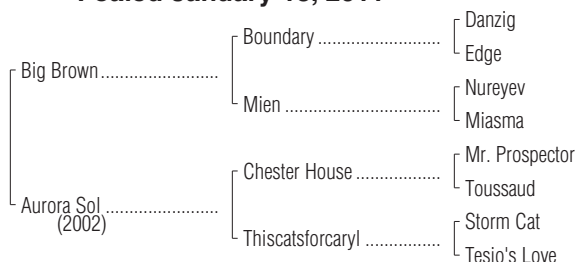 Danzig
Boundary ..........................
Edge
Big Brown.........................
Nureyev
Mien .................................
Miasma
Mr. Prospector
Chester House ..................
Toussaud
Aurora Sol ........................
(2002)
Storm Cat
Thiscatsforcaryl ................
Tesio's Love